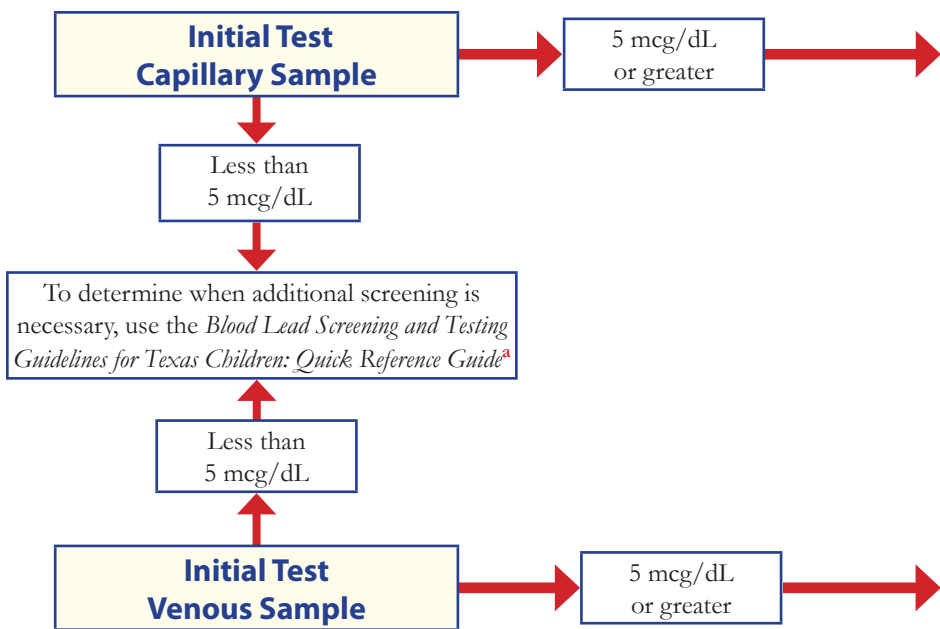 Initial Test
Capillary Sample
5 mcg/dL
or greater
Less than
5 mcg/dL
To determine when additional screening is
necessary, use the Blood Lead Screening and Testing
Guidelines for Texas Children: Quick Reference Guideᵃ
Less than
5 mcg/dL
Initial Test
Venous Sample
5 mcg/dL
or greater